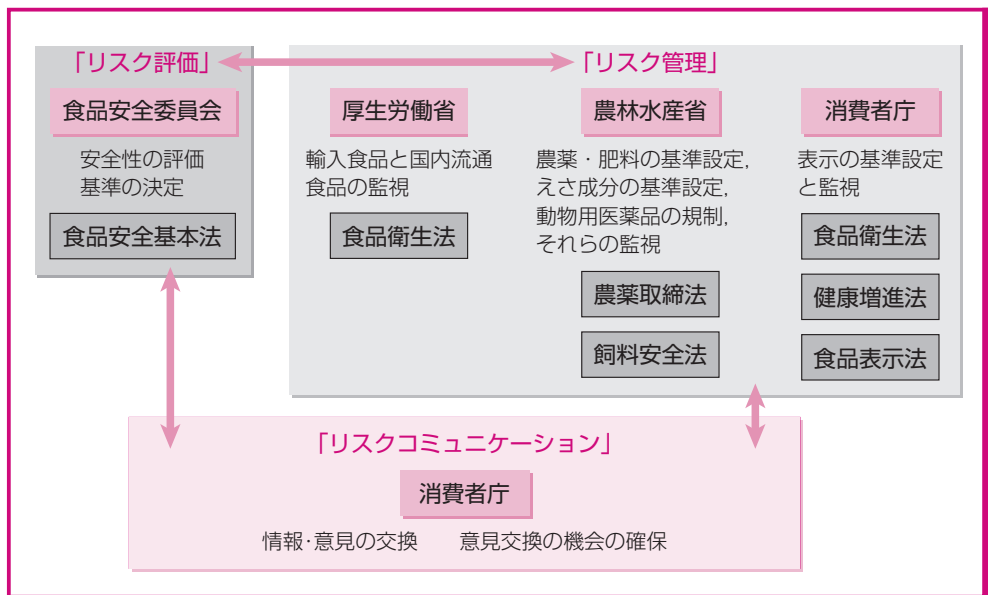 「リスク評価」
食品安全委員会
安全性の評価
基準の決定
食品安全基本法
「リスク管理」
厚生労働省
輸入食品と国内流通
食品の監視
食品衛生法
農林水産省
農薬・肥料の基準設定,
えさ成分の基準設定,
動物用医薬品の規制,
それらの監視
農薬取締法
飼料安全法
消費者庁
表示の基準設定
と監視
食品衛生法
健康増進法
食品表示法
「リスクコミュニケーション」
消費者庁
情報・意見の交換 意見交換の機会の確保